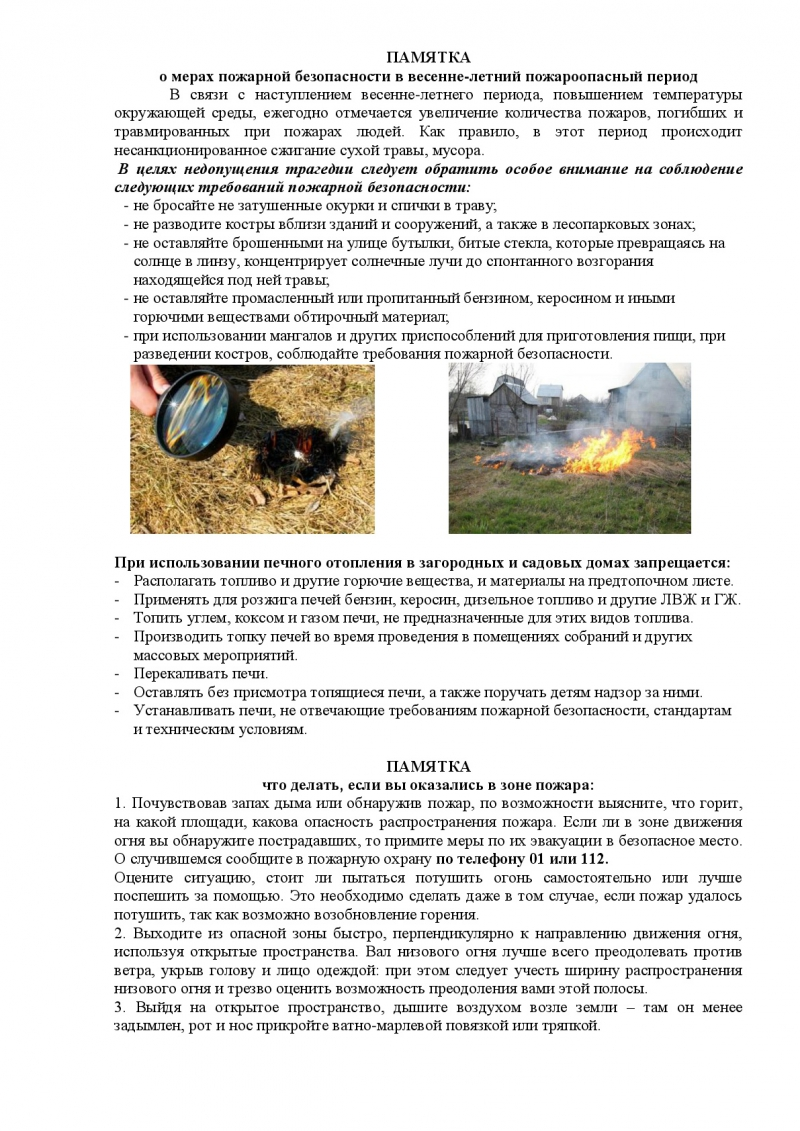 ПАМЯТКА
о мерах пожарной безопасности в весенне-летний пожароопасный период
В связи с наступлением весенне-летнего периода, повышением температуры
окружающей среды, ежегодно отмечается увеличение количества пожаров, погибших и
травмированных при пожарах людей. Как правило, в этот период происходит
несанкционированное сжигание сухой травы, мусора.
В целях недопущения трагедии следует обратить особое внимание на соблюдение
следующих требований пожарной безопасности:
- не бросайте не затушенные окурки и спички в траву;
- не разводите костры вблизи зданий и сооружений, а также в лесопарковых зонах;
- не оставляйте брошенными на улице бутылки, битые стекла, которые превращаясь на
солнце в линзу, концентрирует солнечные лучи до спонтанного возгорания
находящейся под ней травы;
- не оставляйте промасленный или пропитанный бензином, керосином и иными
горючими веществами обтирочный материал;
- при использовании мангалов и других приспособлений для приготовления пищи, при
разведении костров, соблюдайте требования пожарной безопасности.
При использовании печного отопления в загородных и садовых домах запрещается:
- Располагать топливо и другие горючие вещества, и материалы на предтопочном листе.
- Применять для розжига печей бензин, керосин, дизельное топливо и другие ЛВЖ и ГЖ.
- Топить углем, коксом и газом печи, не предназначенные для этих видов топлива.
- Производить топку печей во время проведения в помещениях собраний и других
массовых мероприятий.
- Перекаливать печи.
- Оставлять без присмотра топящиеся печи, а также поручать детям надзор за ними.
- Устанавливать печи, не отвечающие требованиям пожарной безопасности, стандартам
и техническим условиям.
ПАМЯТКА
что делать, если вы оказались в зоне пожара:
1. Почувствовав запах дыма или обнаружив пожар, по возможности выясните, что горит,
на какой площади, какова опасность распространения пожара. Если ли в зоне движения
огня вы обнаружите пострадавших, то примите меры по их эвакуации в безопасное место.
О случившемся сообщите в пожарную охрану по телефону 01 или 112.
Оцените ситуацию, стоит ли пытаться потушить огонь самостоятельно или лучше
поспешить за помощью. Это необходимо сделать даже в том случае, если пожар удалось
потушить, так как возможно возобновление горения.
2. Выходите из опасной зоны быстро, перпендикулярно к направлению движения огня,
используя открытые пространства. Вал низового огня лучше всего преодолевать против
ветра, укрыв голову и лицо одеждой: при этом следует учесть ширину распространения
низового огня и трезво оценить возможность преодоления вами этой полосы.
3. Выйдя на открытое пространство, дышите воздухом возле земли – там он менее
задымлен, рот и нос прикройте ватно-марлевой повязкой или тряпкой.